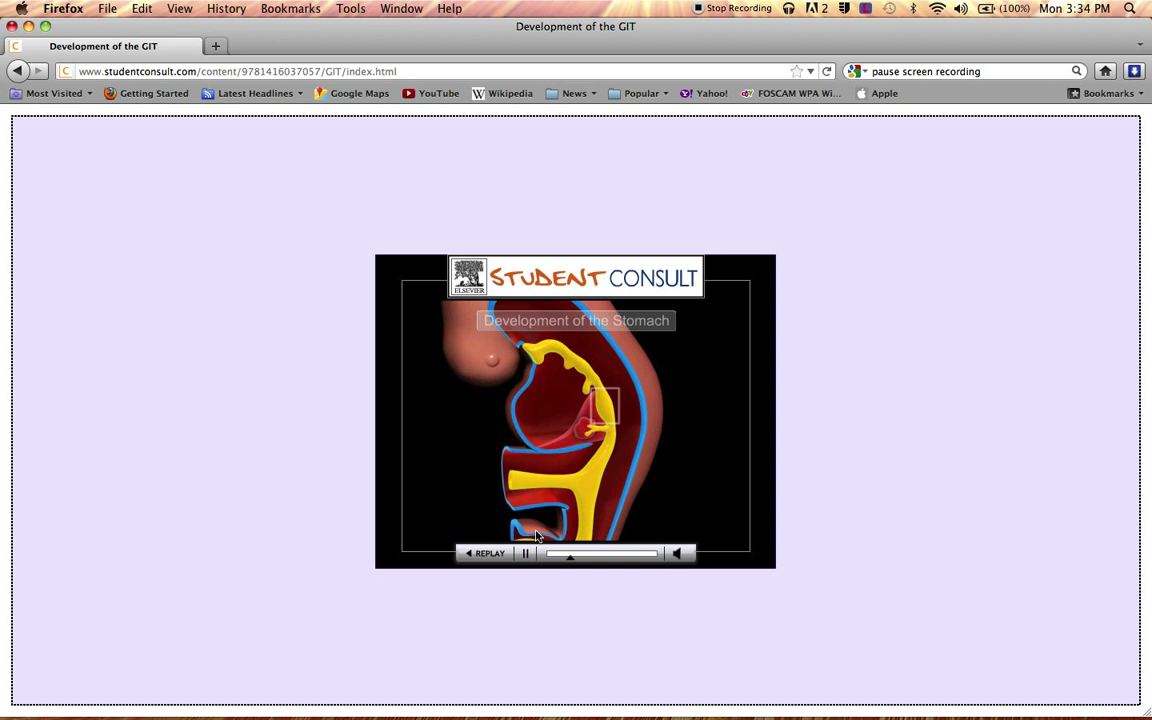 Firefox File Edit View History Bookmarks Tools Window Help Stop Recording 2 (100%) Mon 3:34 PM
Development of the GIT
Development of the GIT
www.studentconsult.com/content/9781416037057/GIT/index.html pause screen recording
Most Visited Getting Started Latest Headlines Google Maps YouTube Wikipedia News Popular Yahoo! FOSCAM WPA Wi... Apple Bookmarks
ELSEVIER STUDENT CONSULT
Development of the Stomach
REPLAY